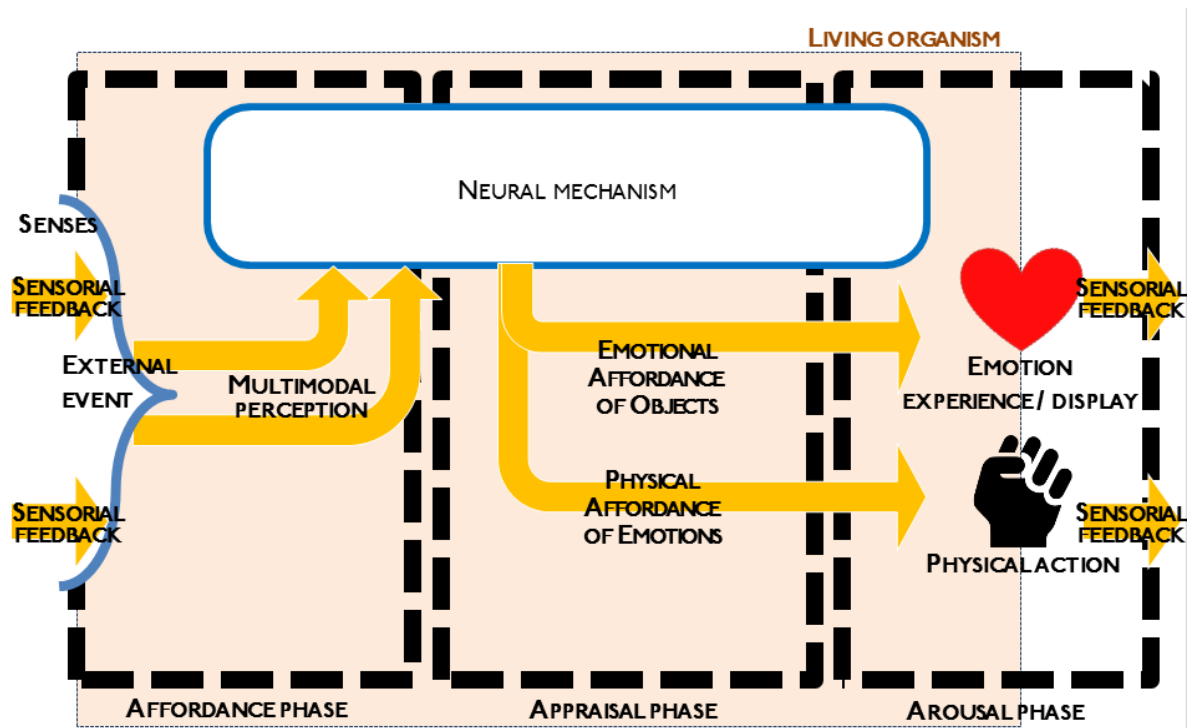 LIVING ORGANISM
NEURAL MECHANISM
SENSES
SENSORIAL
FEEDBACK
EXTERNAL
EVENT
MULTIMODAL
PERCEPTION
SENSORIAL
FEEDBACK
EMOTIONAL
AFFORDANCE
OF OBJECTS
PHYSICAL
AFFORDANCE
OF EMOTIONS
SENSORIAL
FEEDBACK
EMOTION
EXPERIENCE / DISPLAY
SENSORIAL
FEEDBACK
PHYSICAL ACTION
AFFORDANCE PHASE
APPRAISAL PHASE
AROUSAL PHASE